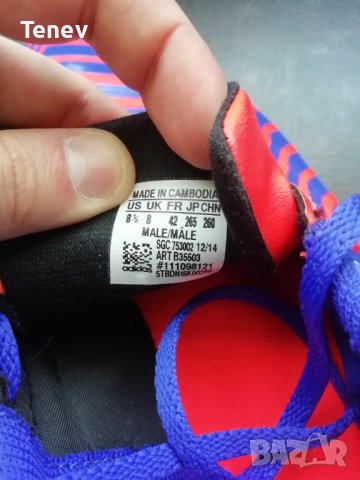 Tenev
MADE IN CAMBODIA
US UK FR JP CHN
8½ 8 42 265 260
MALE/MALE
SGC 753002 12/14
ART B35503
#111098121
adidas
BAZAR